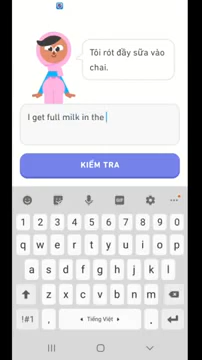 Tôi rót đầy sữa vào
chai.
I get full milk in the
KIỂM TRA
GIF
1 2 3 4 5 6 7 8 9 0
q w e r t y u i o p
a s d f g h j k l
z x c v b n m
!#1 , Tiếng Việt .